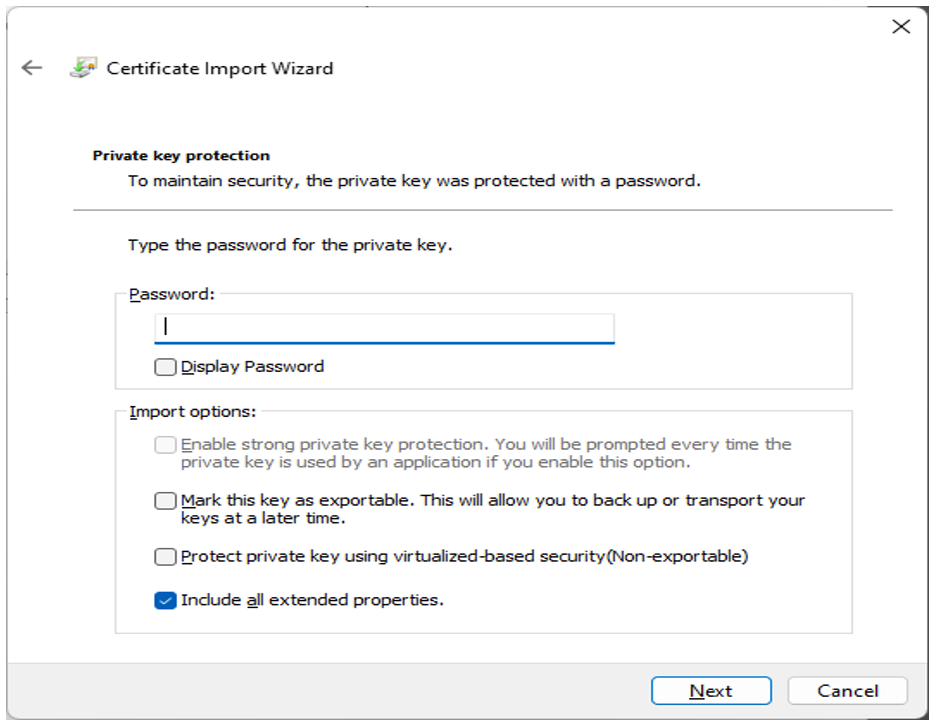 Certificate Import Wizard
Private key protection
To maintain security, the private key was protected with a password.
Type the password for the private key.
Password:
Display Password
Import options:
Enable strong private key protection. You will be prompted every time the
private key is used by an application if you enable this option.
Mark this key as exportable. This will allow you to back up or transport your
keys at a later time.
Protect private key using virtualized-based security(Non-exportable)
Include all extended properties.
Next
Cancel